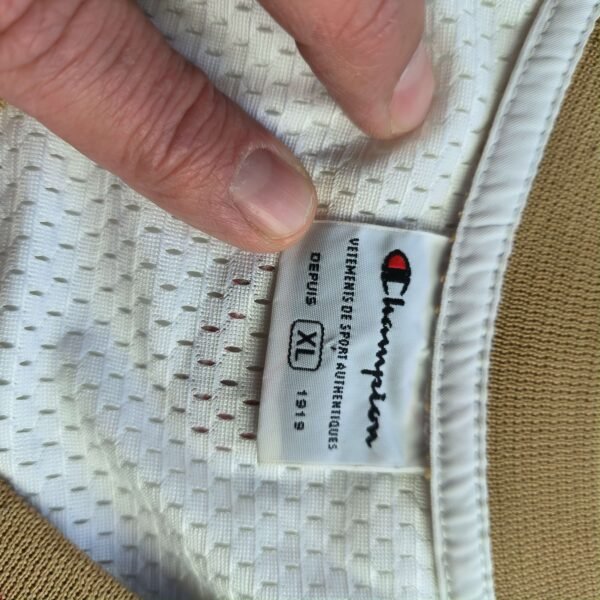 Champion
VETEMENTS DE SPORT AUTHENTIQUES
DEPUIS XL 1919